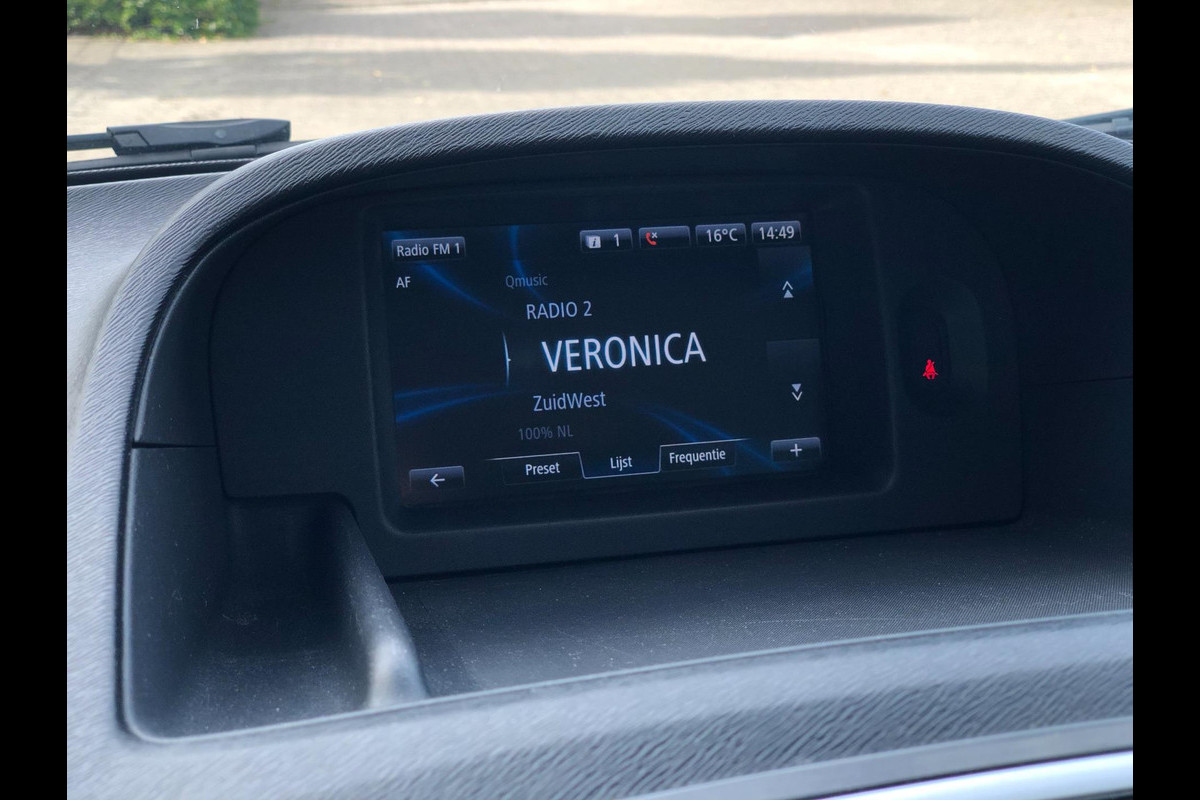 Radio FM 1
1
16°C
14:49
AF
Qmusic
RADIO 2
VERONICA
ZuidWest
100% NL
Preset
Lijst
Frequentie